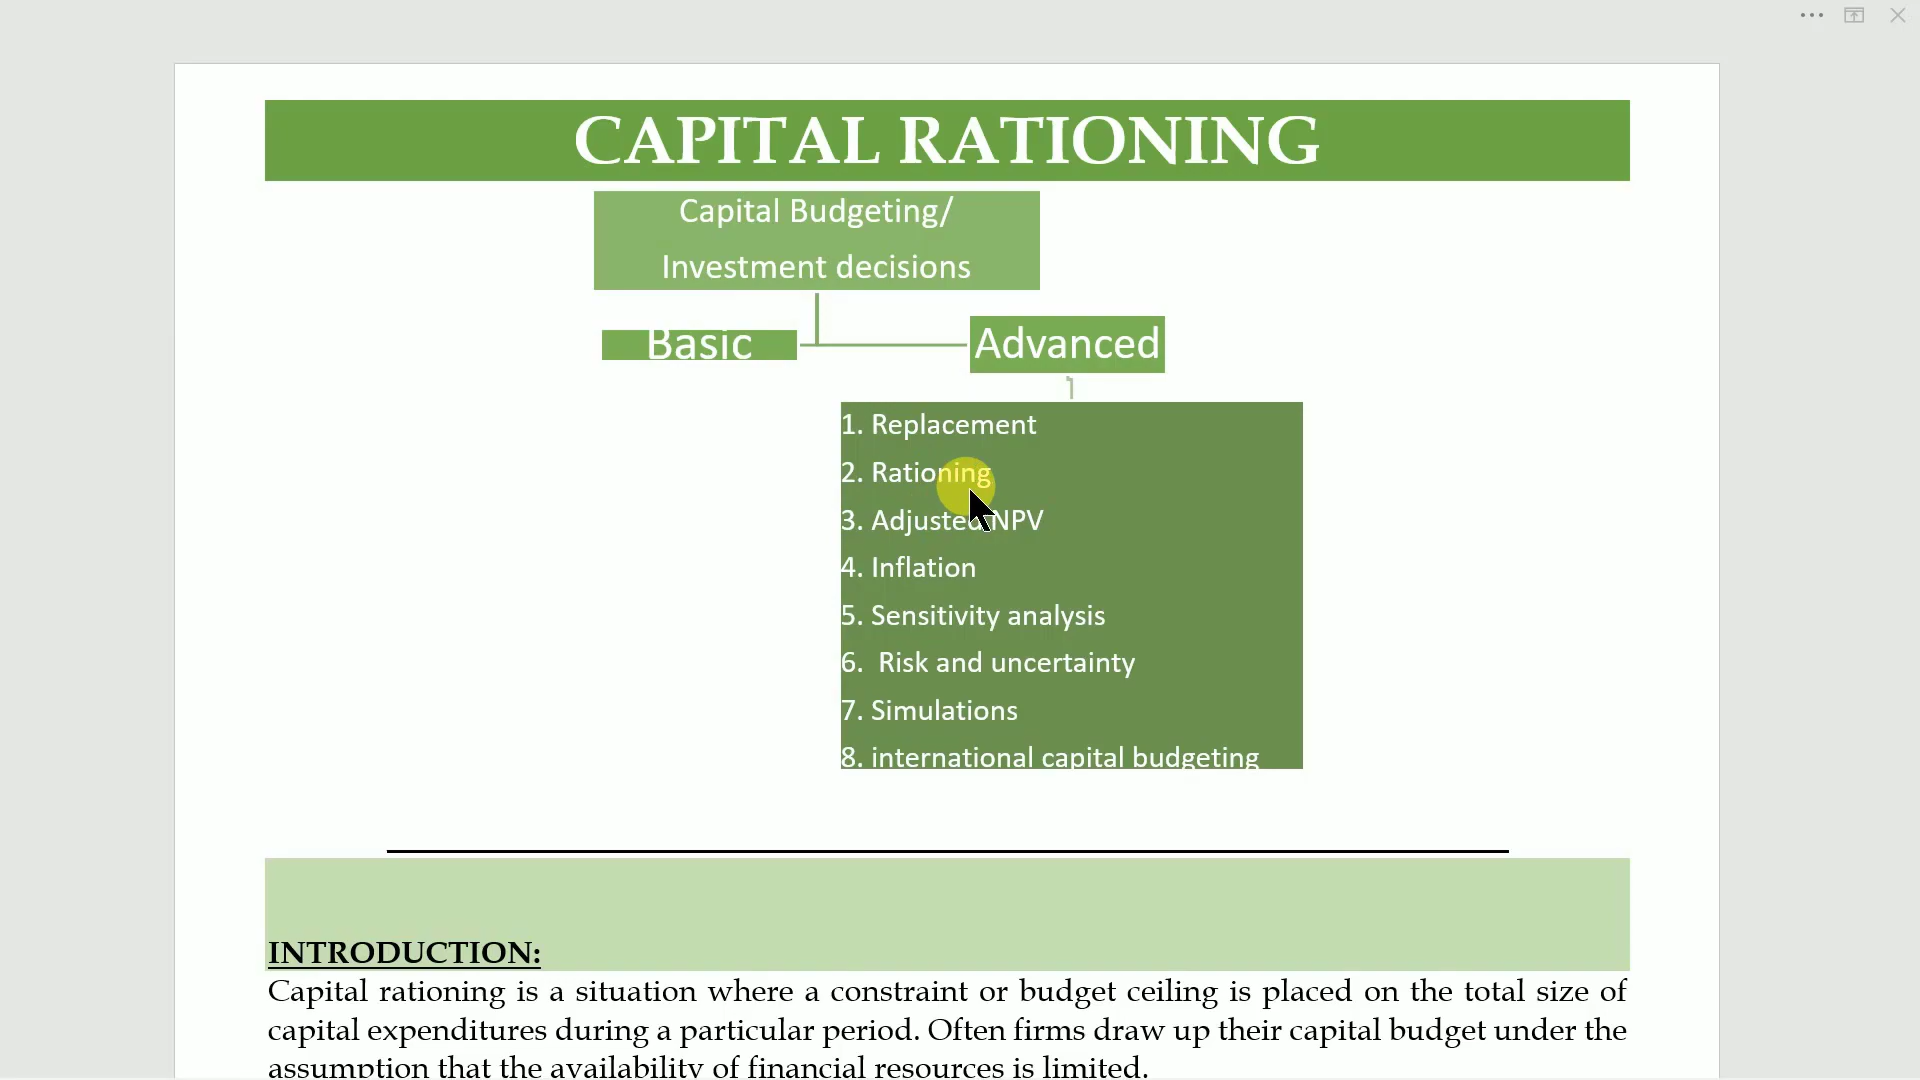 CAPITAL RATIONING
Capital Budgeting/
Investment decisions
Basic
Advanced
1. Replacement
2. Rationing
3. Adjusted NPV
4. Inflation
5. Sensitivity analysis
6. Risk and uncertainty
7. Simulations
8. international capital budgeting
INTRODUCTION:
Capital rationing is a situation where a constraint or budget ceiling is placed on the total size of
capital expenditures during a particular period. Often firms draw up their capital budget under the
assumption that the availability of financial resources is limited.